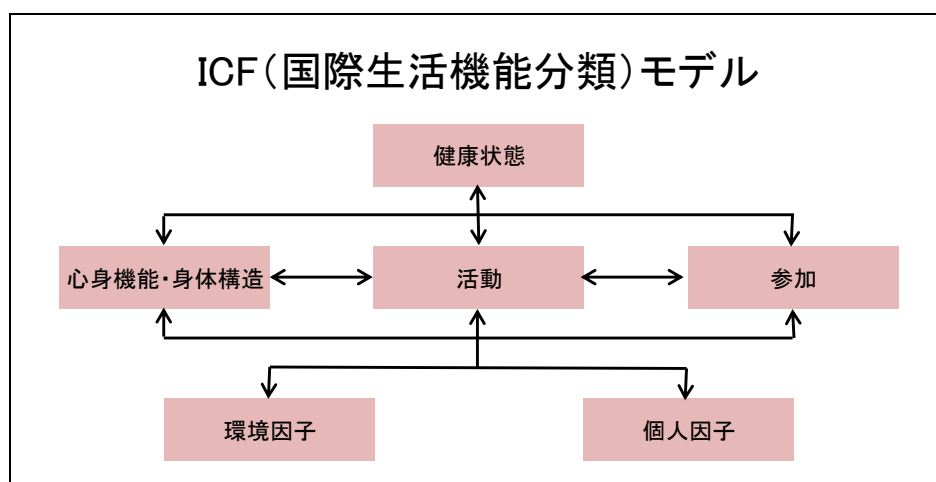 ICF(国際生活機能分類)モデル
健康状態
心身機能・身体構造
活動
参加
環境因子
個人因子